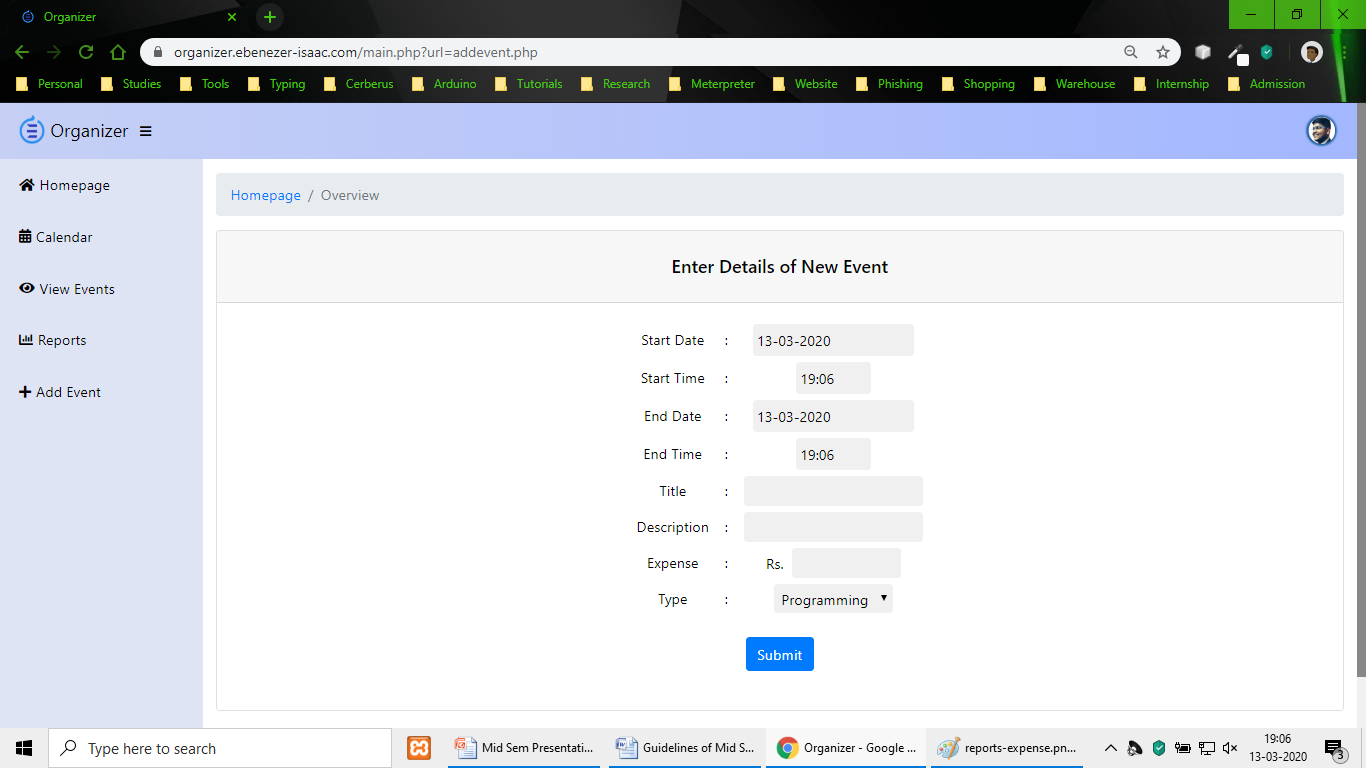 Organizer
organizer.ebenezer-isaac.com/main.php?url=addevent.php
Personal Studies Tools Typing Cerberus Arduino Tutorials Research Meterpreter Website Phishing Shopping Warehouse Internship Admission
Organizer
Homepage
Calendar
View Events
Reports
Add Event
Homepage / Overview
Enter Details of New Event
Start Date : 13-03-2020
Start Time : 19:06
End Date : 13-03-2020
End Time : 19:06
Title :
Description :
Expense : Rs.
Type : Programming
Submit
Type here to search
Mid Sem Presentati...
Guidelines of Mid S...
Organizer - Google ...
reports-expense.pn...
19:06
13-03-2020
3